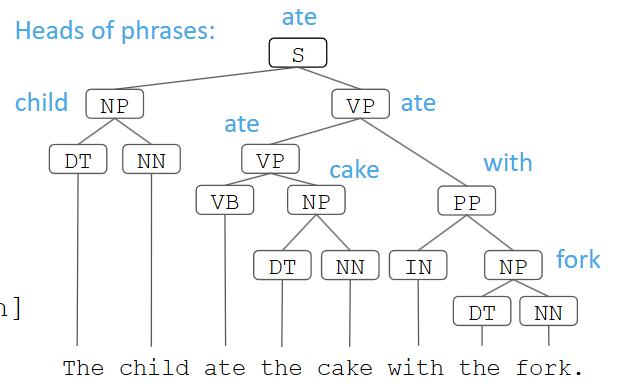 ate
Heads of phrases:
S
child NP VP ate
ate
DT NN VP cake with
VB NP PP
DT NN IN NP fork
n]
DT NN
The child ate the cake with the fork.